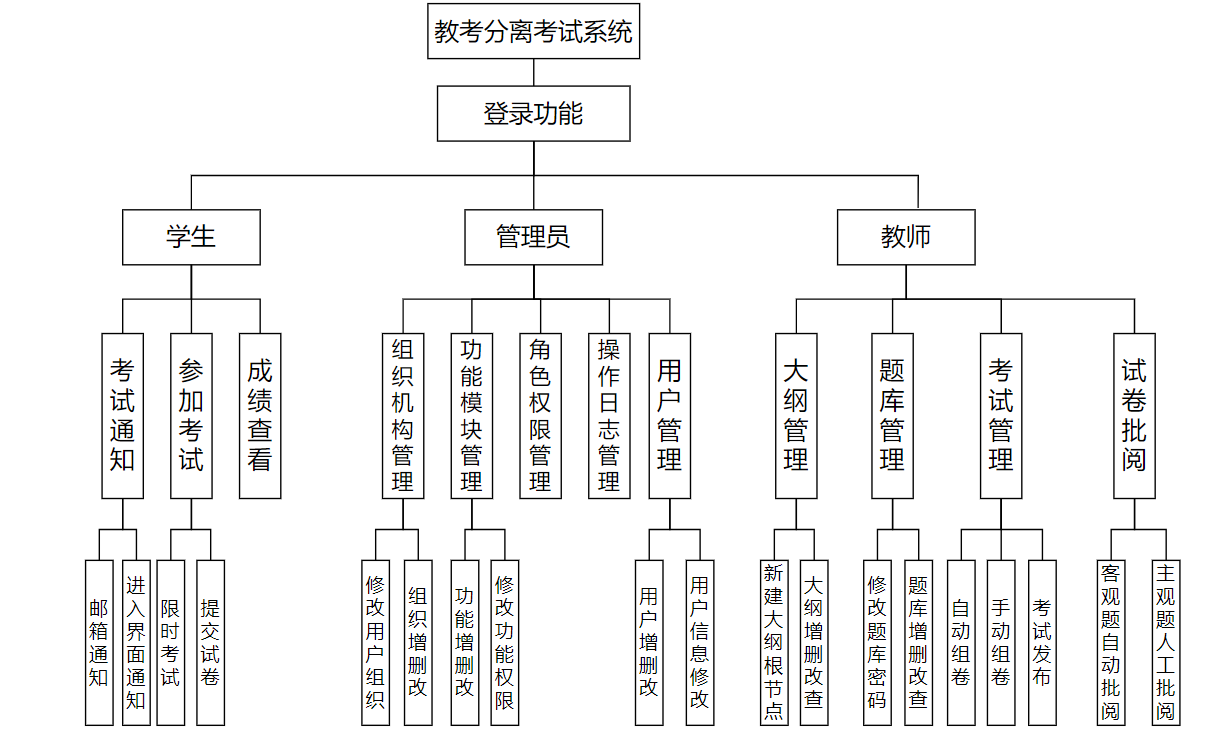 教考分离考试系统
登录功能
学生
管理员
教师
考试通知
参加考试
成绩查看
组织机构管理
功能模块管理
角色权限管理
操作日志管理
用户管理
大纲管理
题库管理
考试管理
试卷批阅
邮箱通知
进入界面通知
限时考试
提交试卷
修改用户组织
组织增删改
功能增删改
修改功能权限
用户增删改
用户信息修改
新建大纲根节点
大纲增删改查
修改题库密码
题库增删改查
自动组卷
手动组卷
考试发布
客观题自动批阅
主观题人工批阅